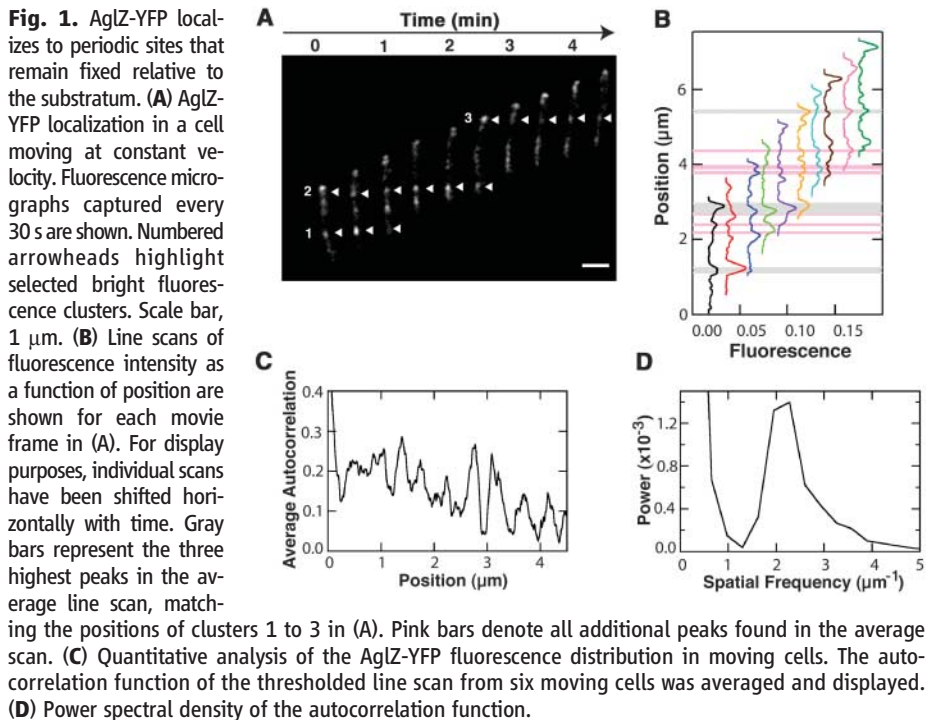 Fig. 1. AglZ-YFP local-
izes to periodic sites that
remain fixed relative to
the substratum. (A) AglZ-
YFP localization in a cell
moving at constant ve-
locity. Fluorescence micro-
graphs captured every
30 s are shown. Numbered
arrowheads highlight
selected bright fluores-
cence clusters. Scale bar,
1 μm. (B) Line scans of
fluorescence intensity as
a function of position are
shown for each movie
frame in (A). For display
purposes, individual scans
have been shifted hori-
zontally with time. Gray
bars represent the three
highest peaks in the av-
erage line scan, match-
ing the positions of clusters 1 to 3 in (A). Pink bars denote all additional peaks found in the average
scan. (C) Quantitative analysis of the AglZ-YFP fluorescence distribution in moving cells. The auto-
correlation function of the thresholded line scan from six moving cells was averaged and displayed.
(D) Power spectral density of the autocorrelation function.
A
Time (min)
0 1 2 3 4
3
2
1
B
Position (μm)
6
4
2
0
0.00 0.05 0.10 0.15
Fluorescence
C
Average Autocorrelation
0.4
0.3
0.2
0.1
0.0
0 1 2 3 4
Position (μm)
D
Power (x10-3)
1.2
0.8
0.4
0.0
0 1 2 3 4 5
Spatial Frequency (μm-1)